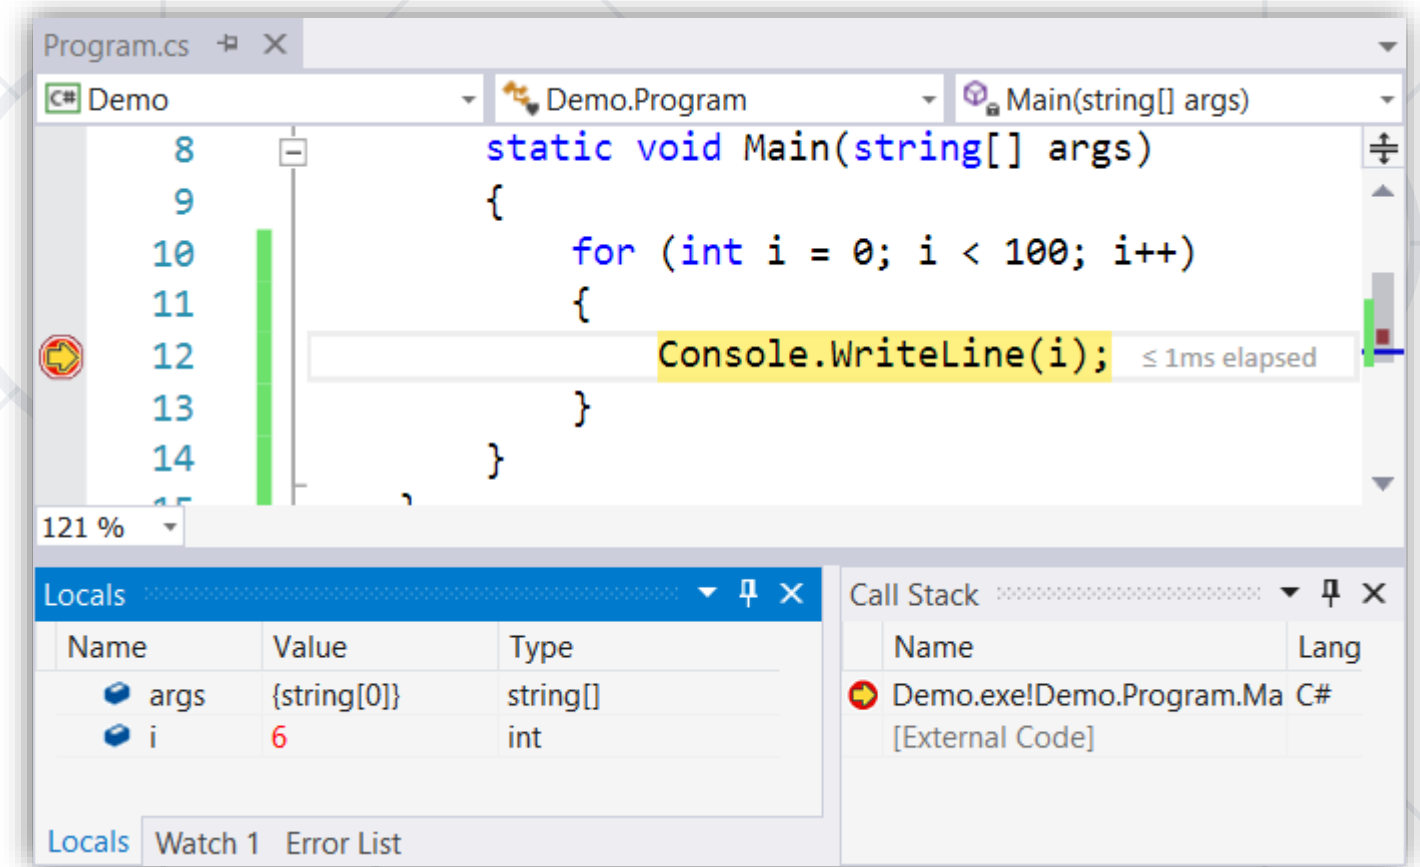 Program.cs
C# Demo Demo.Program Main(string[] args)
8 static void Main(string[] args)
9 {
10 for (int i = 0; i < 100; i++)
11 {
12 Console.WriteLine(i); ≤ 1ms elapsed
13 }
14 }
15 }
121 %
Locals
Name Value Type
args {string[0]} string[]
i 6 int
Locals Watch 1 Error List
Call Stack
Name Lang
Demo.exe!Demo.Program.Ma C#
[External Code]